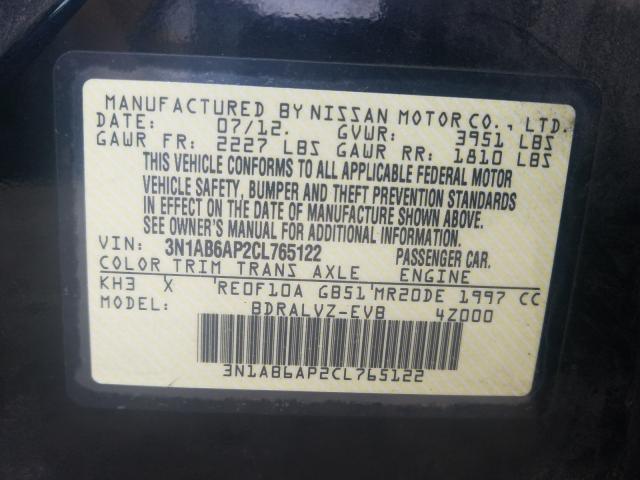 MANUFACTURED BY NISSAN MOTOR CO., LTD.
DATE: 07/12. GVWR: 3951 LBS
GAWR FR: 2227 LBS GAWR RR: 1810 LBS
THIS VEHICLE CONFORMS TO ALL APPLICABLE FEDERAL MOTOR
VEHICLE SAFETY, BUMPER AND THEFT PREVENTION STANDARDS
IN EFFECT ON THE DATE OF MANUFACTURE SHOWN ABOVE.
SEE OWNER'S MANUAL FOR ADDITIONAL INFORMATION.
VIN: 3N1AB6AP2CL765122 PASSENGER CAR.
COLOR TRIM TRANS AXLE ENGINE
KH3 X RE0F10A GB51 MR20DE 1997 CC
MODEL: BDRALVZ-EVB 4Z000
3N1AB6AP2CL765122